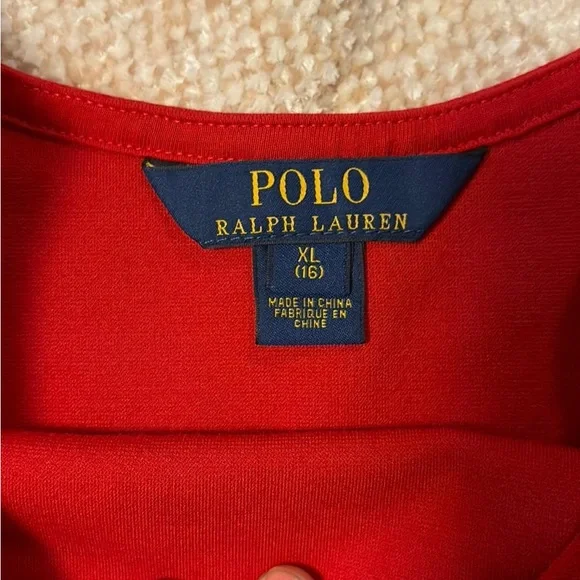 POLO
RALPH LAUREN
XL
(16)
MADE IN CHINA
FABRIQUE EN
CHINE